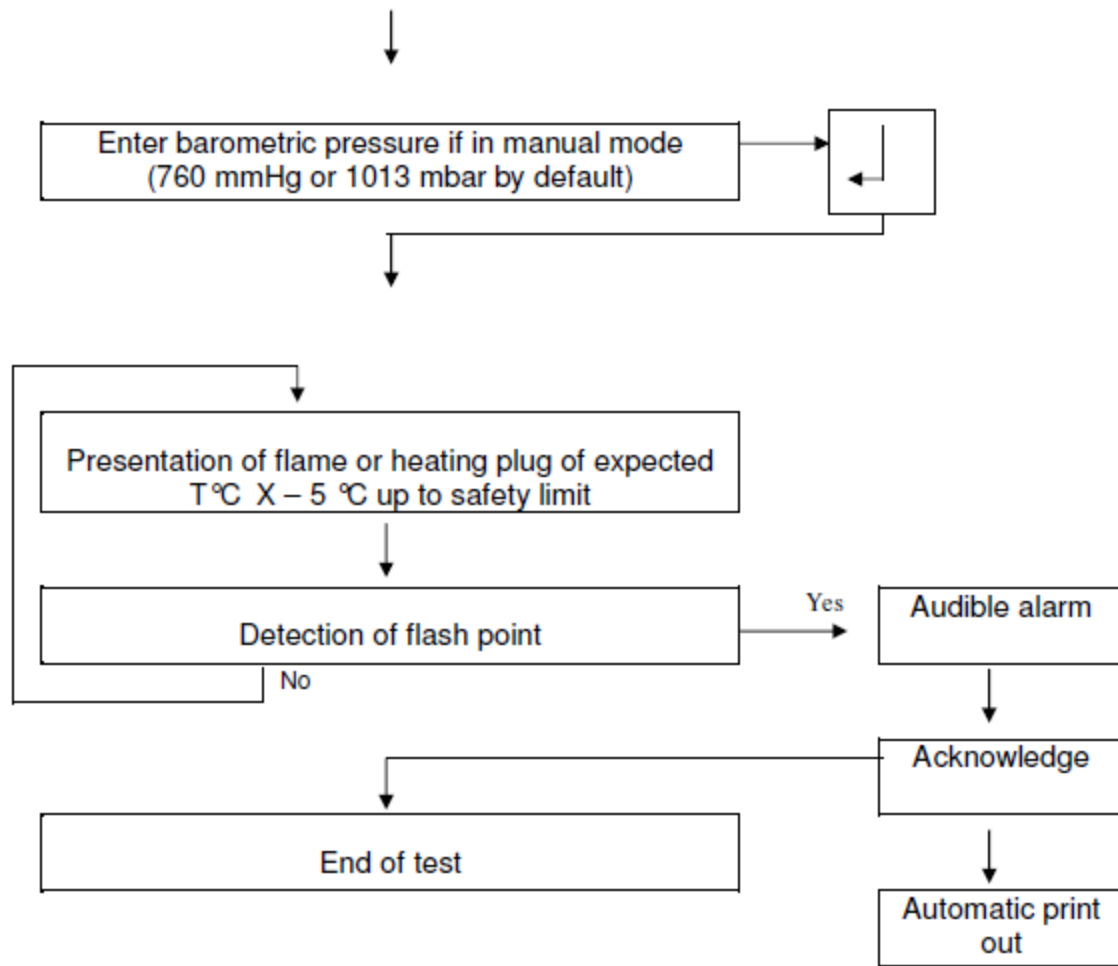 Enter barometric pressure if in manual mode
(760 mmHg or 1013 mbar by default)
Presentation of flame or heating plug of expected
T°C X – 5 °C up to safety limit
Detection of flash point
Yes
Audible alarm
No
Acknowledge
End of test
Automatic print
out